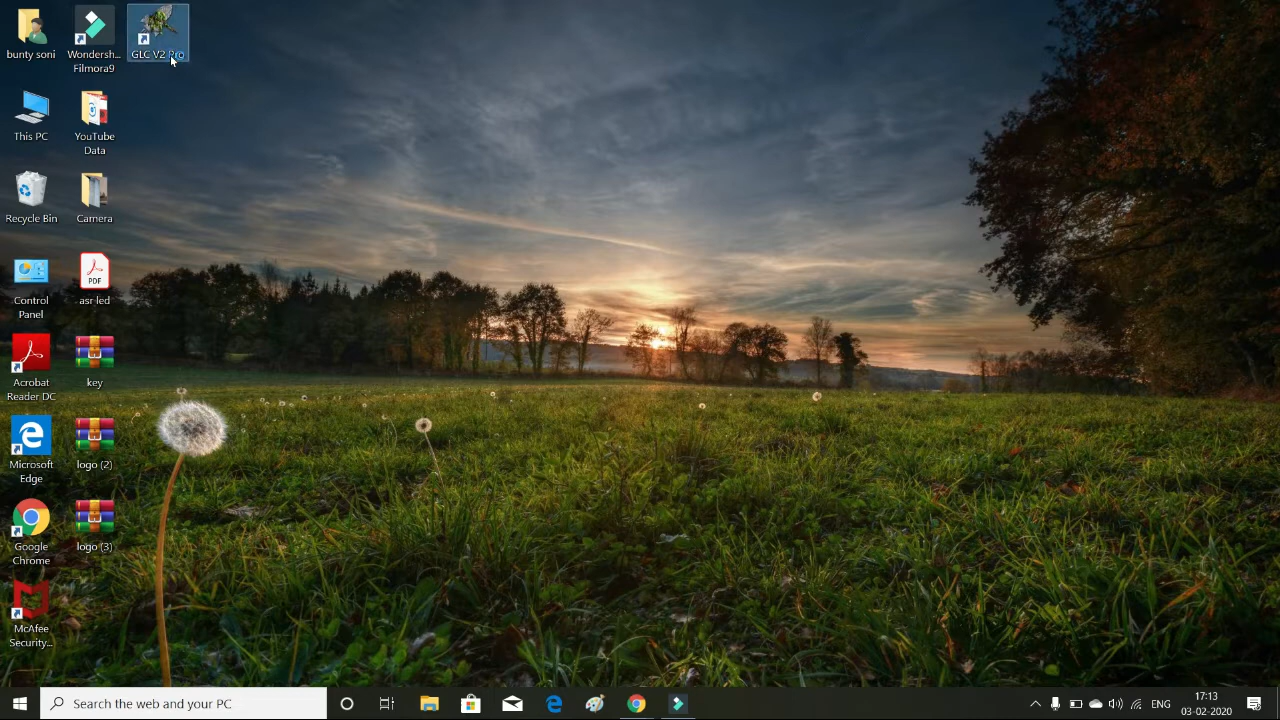 bunty soni
Wondersh...
Filmora9
GLC V2 Pro
This PC
YouTube
Data
Recycle Bin
Camera
Control
Panel
asr led
PDF
Acrobat
Reader DC
key
Microsoft
Edge
logo (2)
Google
Chrome
logo (3)
McAfee
Security...
Search the web and your PC
ENG
17:13
03-02-2020